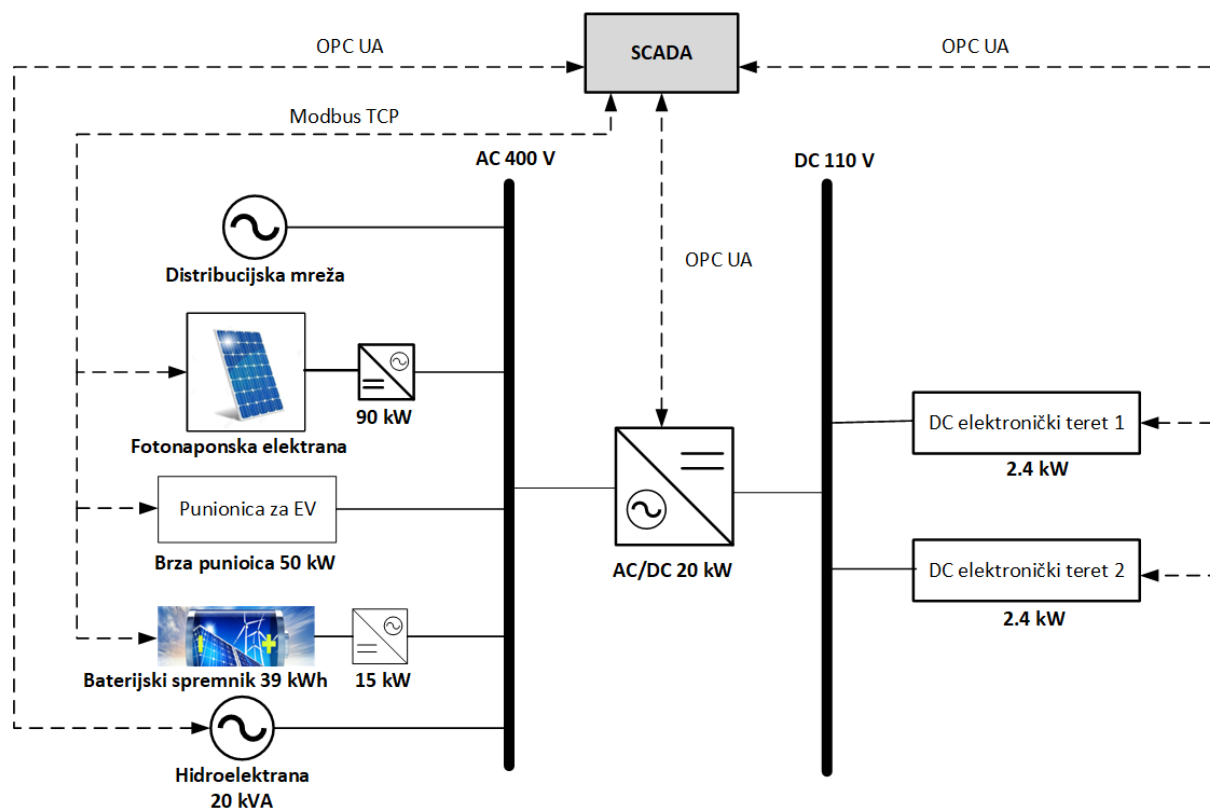 OPC UA
SCADA
OPC UA
Modbus TCP
AC 400 V
DC 110 V
OPC UA
Distribucijska mreža
90 kW
Fotonaponska elektrana
Punionica za EV
Brza punioica 50 kW
AC/DC 20 kW
DC elektronički teret 1
2.4 kW
DC elektronički teret 2
2.4 kW
Baterijski spremnik 39 kWh
15 kW
Hidroelektrana
20 kVA